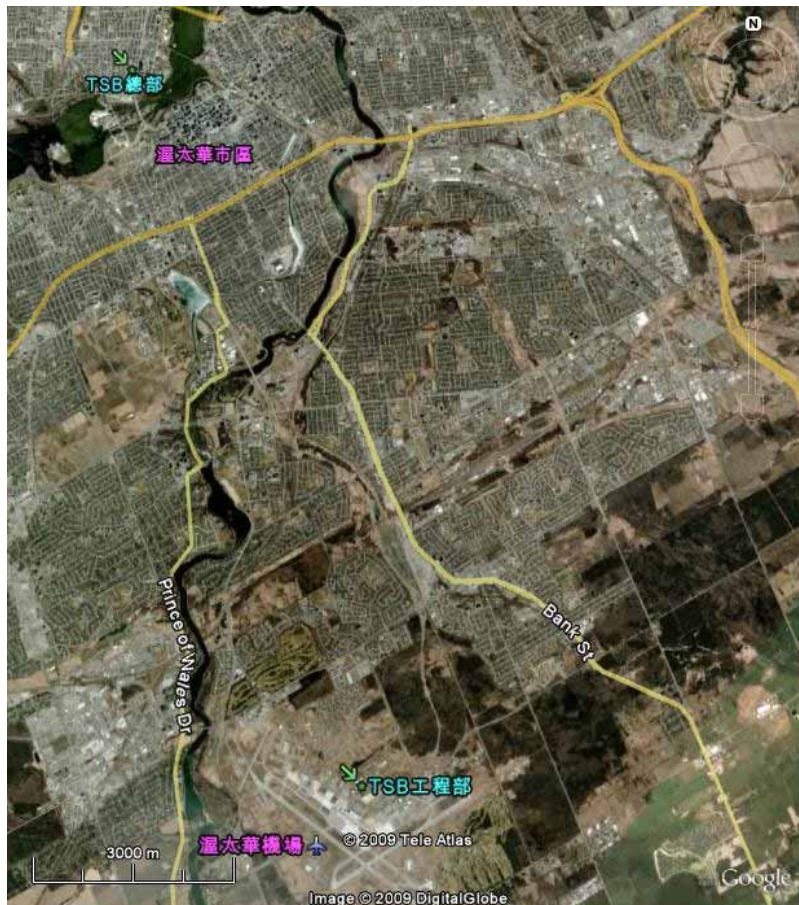 N
TSB總部
渥太華市區
Prince of Wales Dr
Bank St
TSB工程部
渥太華機場
© 2009 Tele Atlas
3000 m
Google
Image © 2009 DigitalGlobe